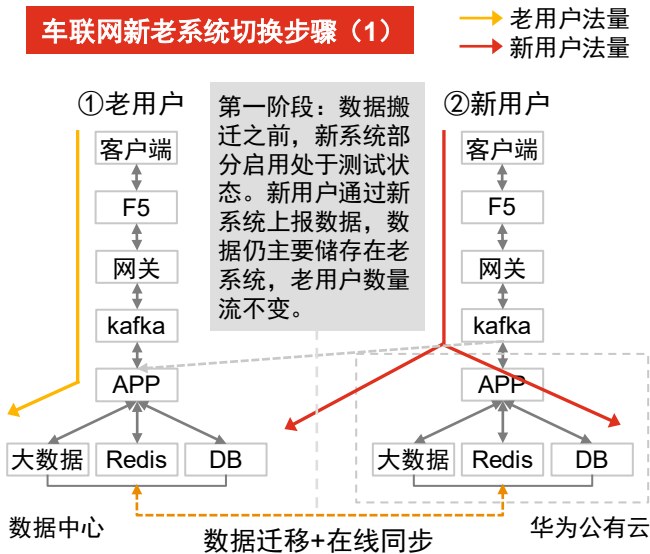 车联网新老系统切换步骤（1）
老用户法量
新用户法量
①老用户
客户端
F5
网关
kafka
APP
大数据
Redis
DB
数据中心
第一阶段：数据搬
迁之前，新系统部
分启用处于测试状
态。新用户通过新
系统上报数据，数
据仍主要储存在老
系统，老用户数量
流不变。
②新用户
客户端
F5
网关
kafka
APP
大数据
Redis
DB
华为公有云
数据迁移+在线同步